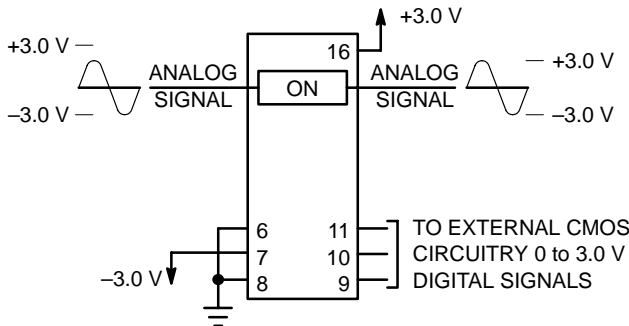 +3.0 V
16
+3.0 V
ANALOG
SIGNAL
ON
ANALOG
SIGNAL
+3.0 V
–3.0 V
–3.0 V
6
11
TO EXTERNAL CMOS
7
10
CIRCUITRY 0 to 3.0 V
–3.0 V
8
9
DIGITAL SIGNALS